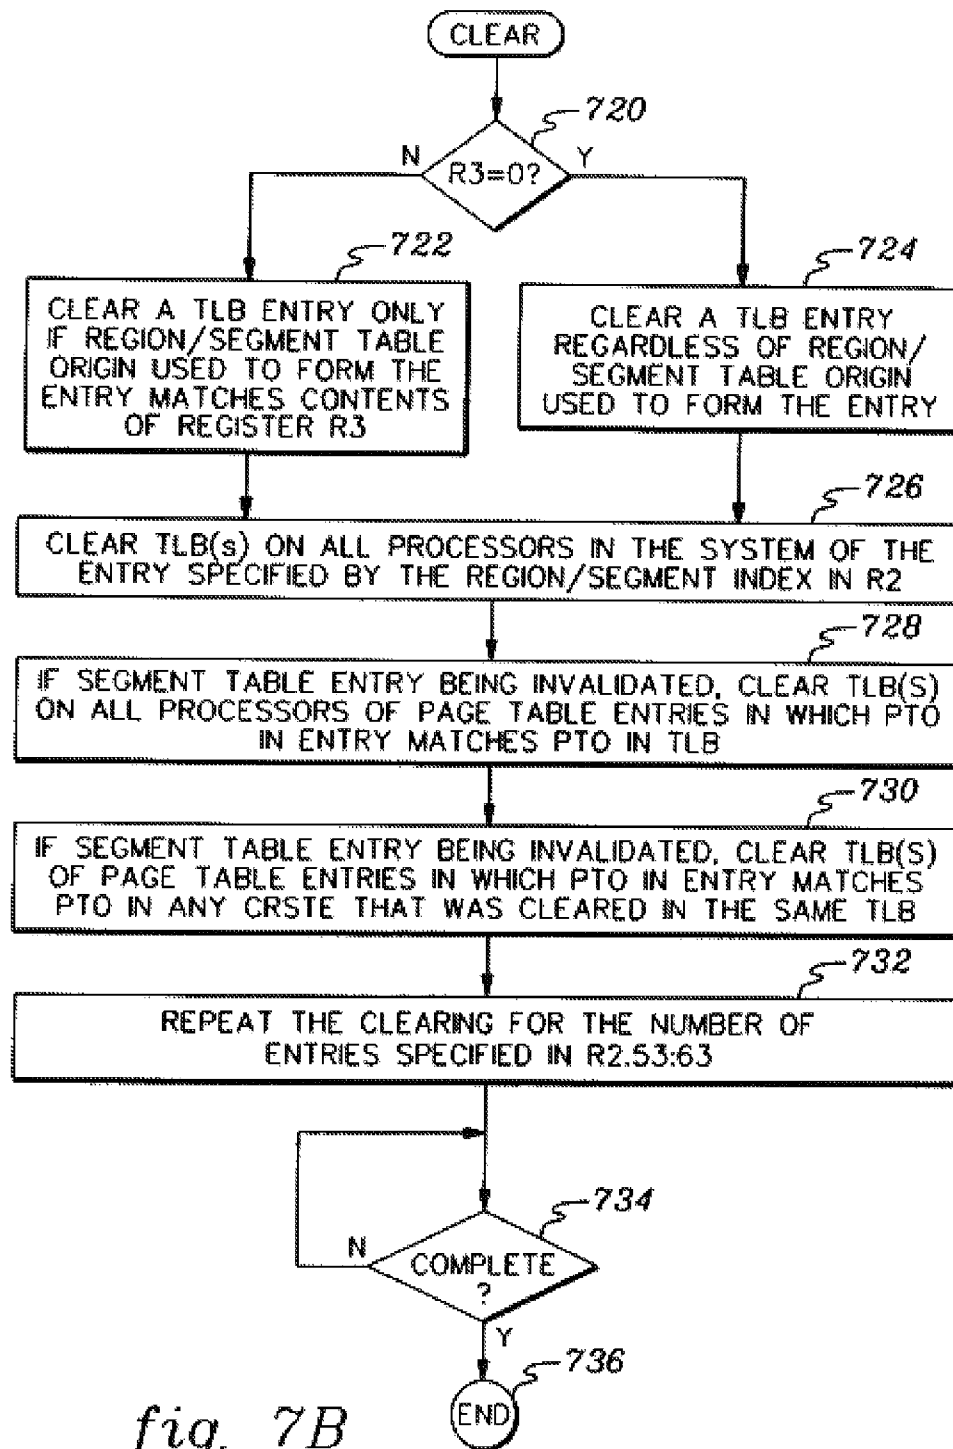 CLEAR
720
N
R3=0?
Y
722
724
CLEAR A TLB ENTRY ONLY
IF REGION/SEGMENT TABLE
ORIGIN USED TO FORM THE
ENTRY MATCHES CONTENTS
OF REGISTER R3
CLEAR A TLB ENTRY
REGARDLESS OF REGION/
SEGMENT TABLE ORIGIN
USED TO FORM THE ENTRY
726
CLEAR TLB(s) ON ALL PROCESSORS IN THE SYSTEM OF THE
ENTRY SPECIFIED BY THE REGION/SEGMENT INDEX IN R2
728
IF SEGMENT TABLE ENTRY BEING INVALIDATED, CLEAR TLB(S)
ON ALL PROCESSORS OF PAGE TABLE ENTRIES IN WHICH PTO
IN ENTRY MATCHES PTO IN TLB
730
IF SEGMENT TABLE ENTRY BEING INVALIDATED, CLEAR TLB(S)
OF PAGE TABLE ENTRIES IN WHICH PTO IN ENTRY MATCHES
PTO IN ANY CRSTE THAT WAS CLEARED IN THE SAME TLB
732
REPEAT THE CLEARING FOR THE NUMBER OF
ENTRIES SPECIFIED IN R2.53:63
734
N
COMPLETE
?
Y
736
END
fig. 7B